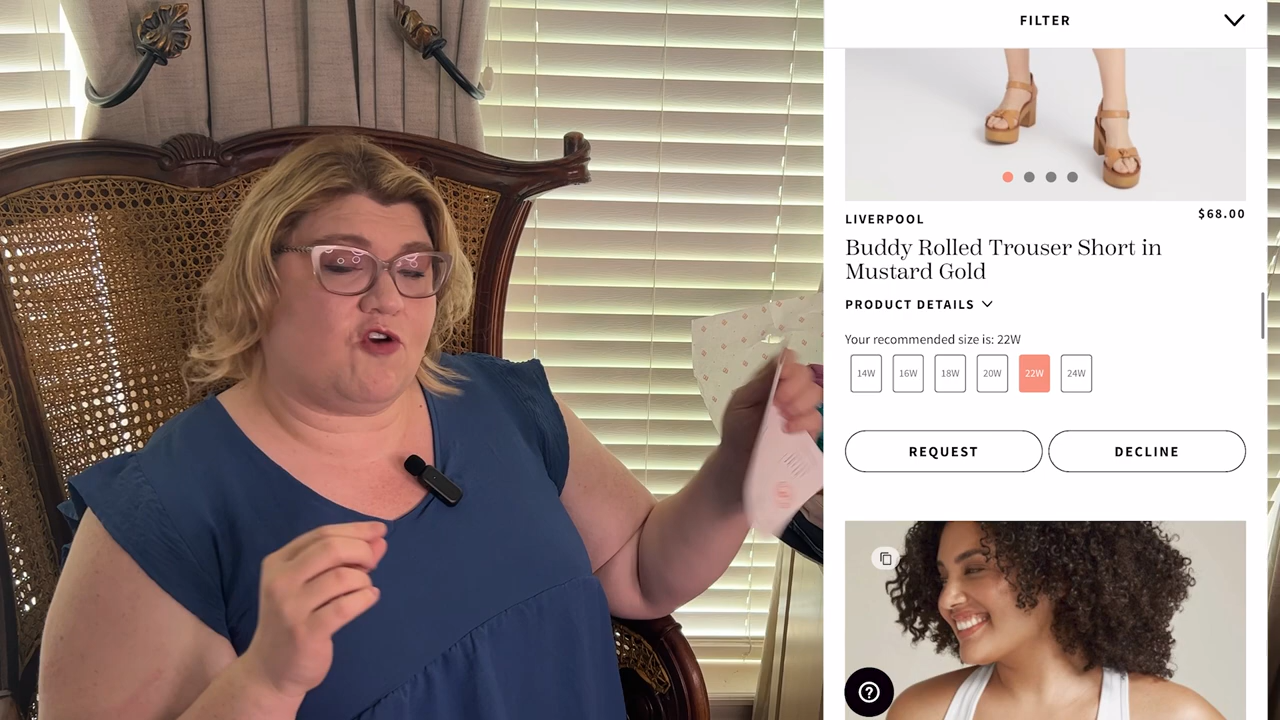 FILTER
LIVERPOOL
$68.00
Buddy Rolled Trouser Short in
Mustard Gold
PRODUCT DETAILS
Your recommended size is: 22W
14W 16W 18W 20W 22W 24W
REQUEST DECLINE